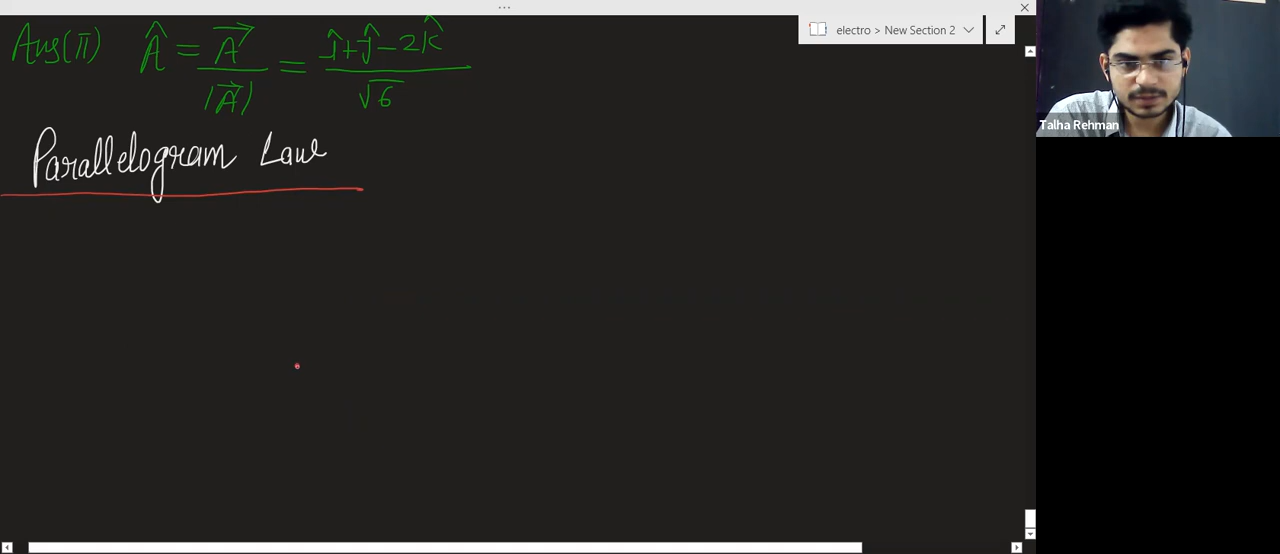 electro > New Section 2
Ans(II) Â = A⃗ / |A⃗| = î+ĵ-2k̂ / √6
Parallelogram Law
Talha Rehman